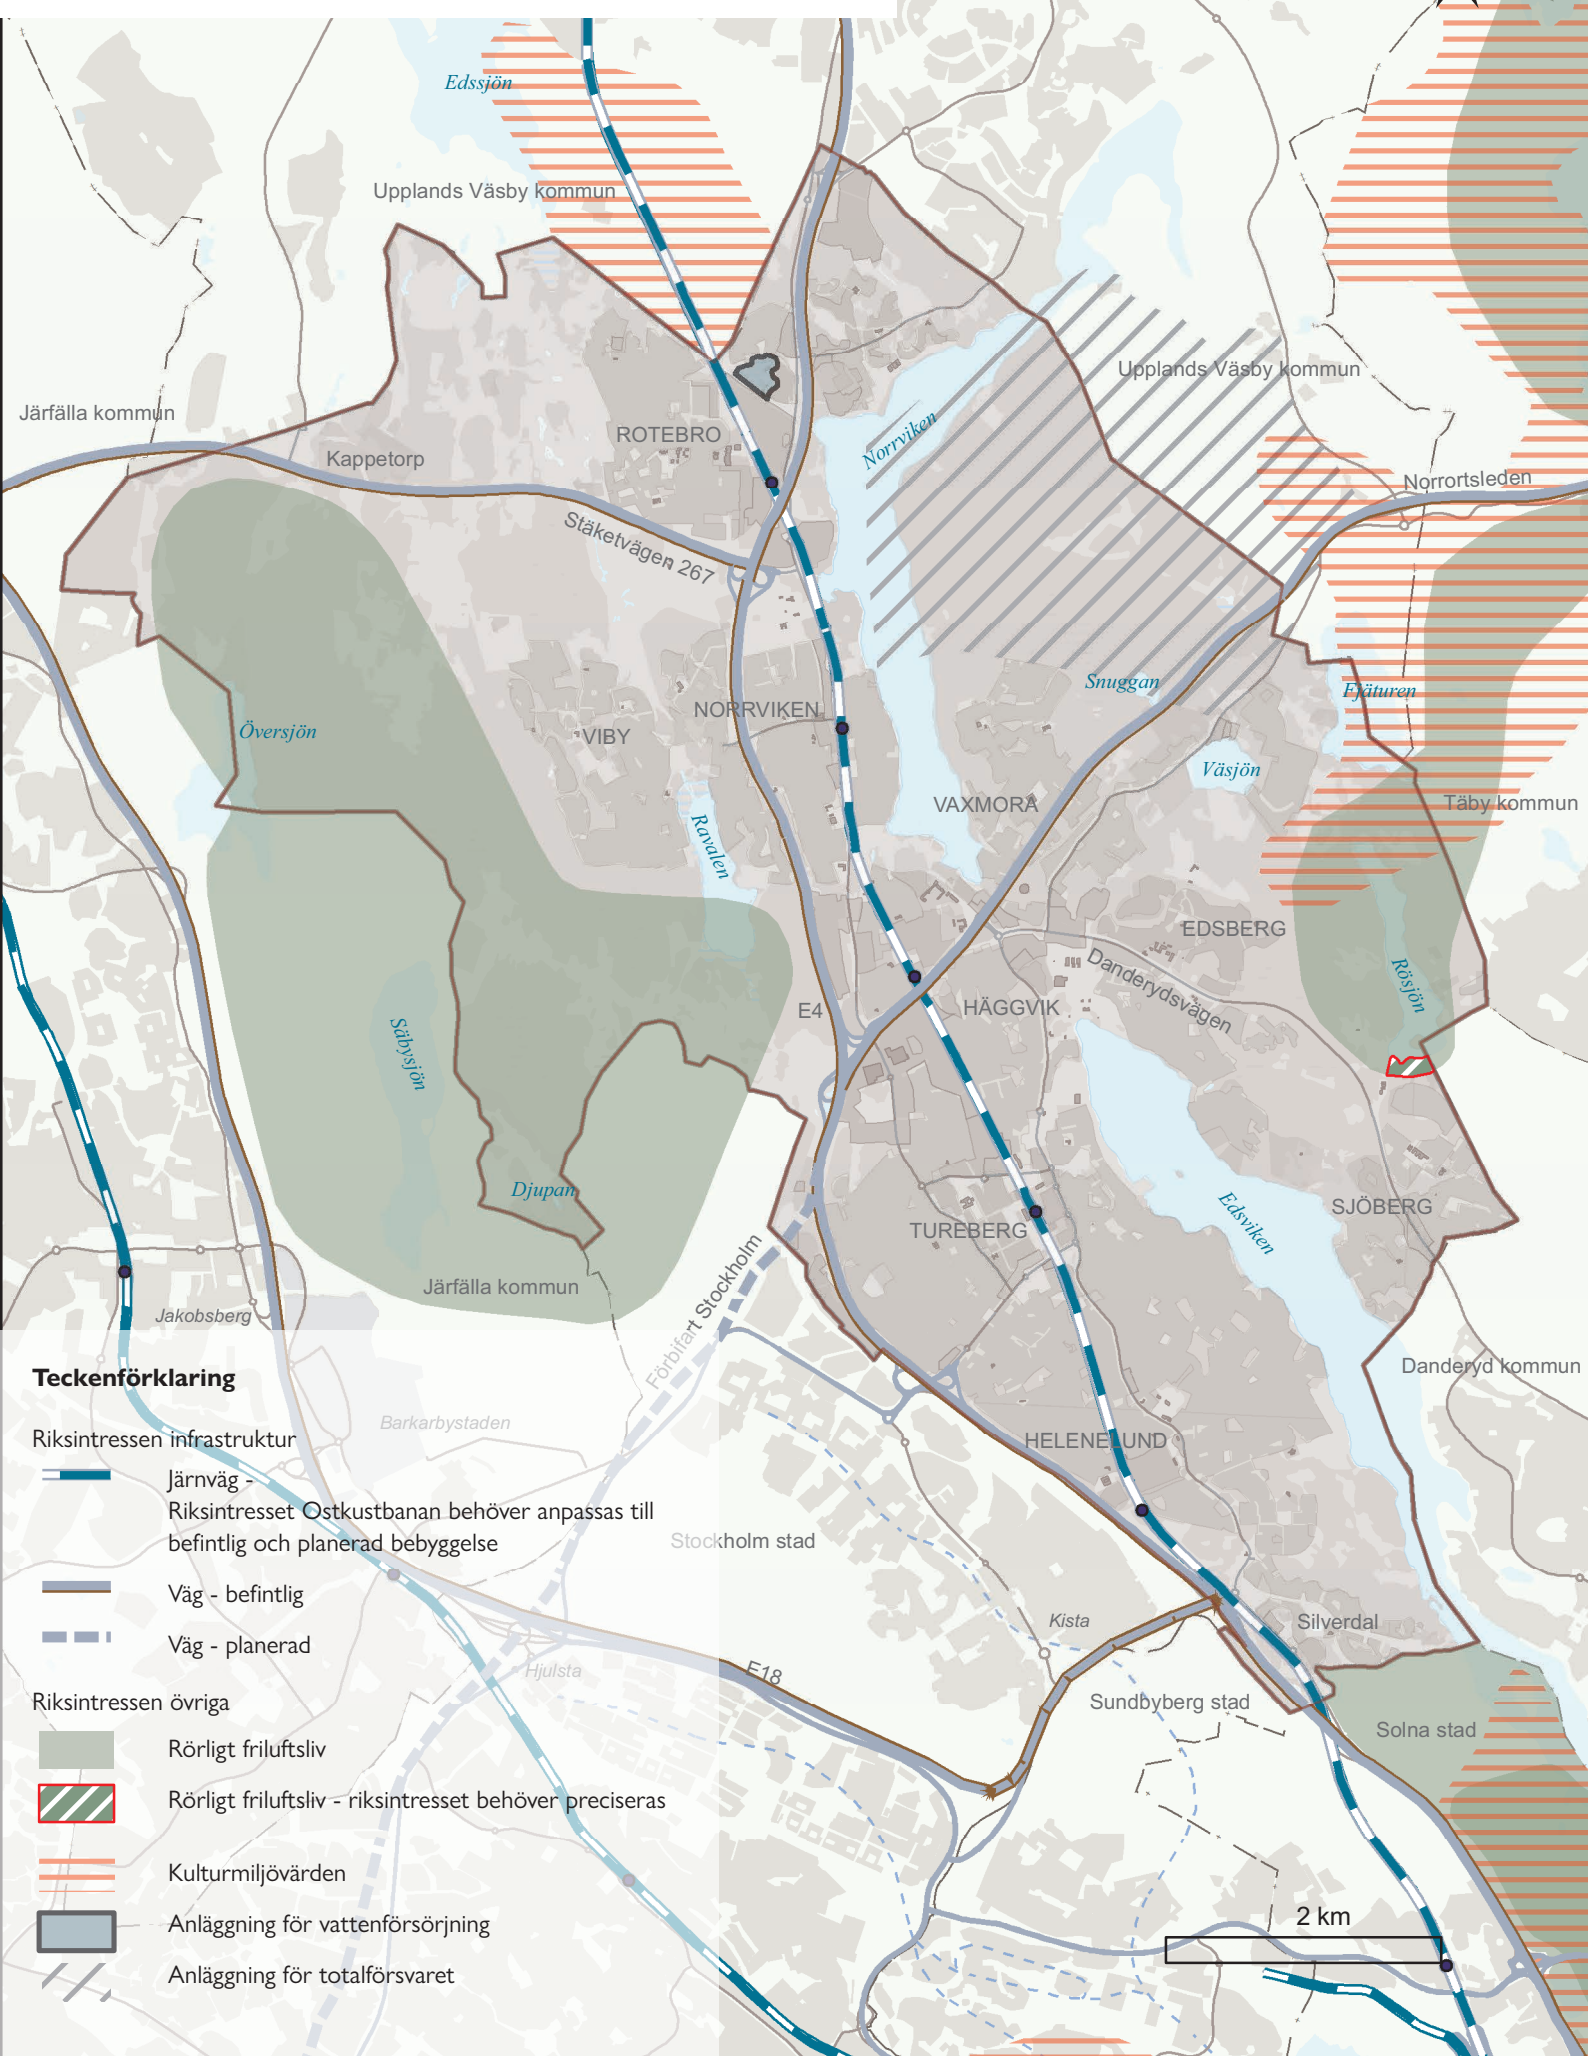 Edssjön
Upplands Väsby kommun
Upplands Väsby kommun
Järfälla kommun
ROTEBRO
Norrviken
Kappetorp
Norrortsleden
Stäketvägen 267
Snuggan
Fjäturen
NORRVIKEN
Översjön
VIBY
Väsjön
VAXMORA
Täby kommun
Ravalen
EDSBERG
Danderydsvägen
Rösjön
E4
HÄGGVIK
Säbysjön
Djupan
SJÖBERG
Edsviken
TUREBERG
Järfälla kommun
Förbifart Stockholm
Jakobsberg
Danderyd kommun
Barkarbystaden
HELENELUND
Stockholm stad
Kista
Silverdal
Hjulsta
E18
Sundbyberg stad
Solna stad
2 km
Teckenförklaring
Riksintressen infrastruktur
Järnväg -
Riksintresset Ostkustbanan behöver anpassas till
befintlig och planerad bebyggelse
Väg - befintlig
Väg - planerad
Riksintressen övriga
Rörligt friluftsliv
Rörligt friluftsliv - riksintresset behöver preciseras
Kulturmiljövärden
Anläggning för vattenförsörjning
Anläggning för totalförsvaret